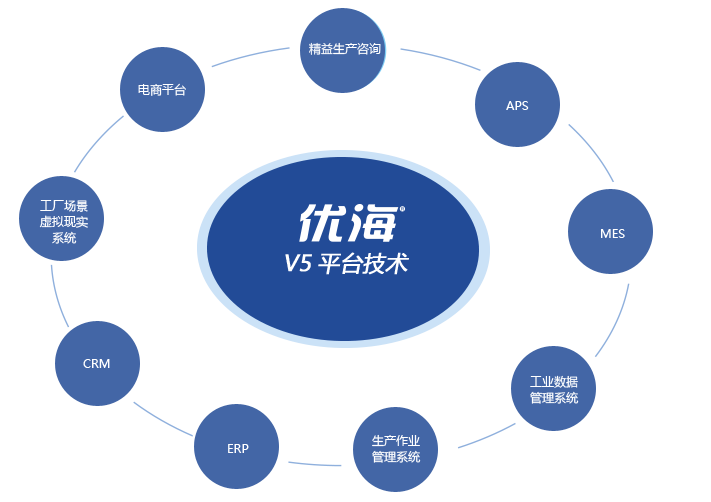 精益生产咨询
电商平台
APS
工厂场景
虚拟现实
系统
优海®
V5 平台技术
MES
CRM
工业数据
管理系统
ERP
生产作业
管理系统